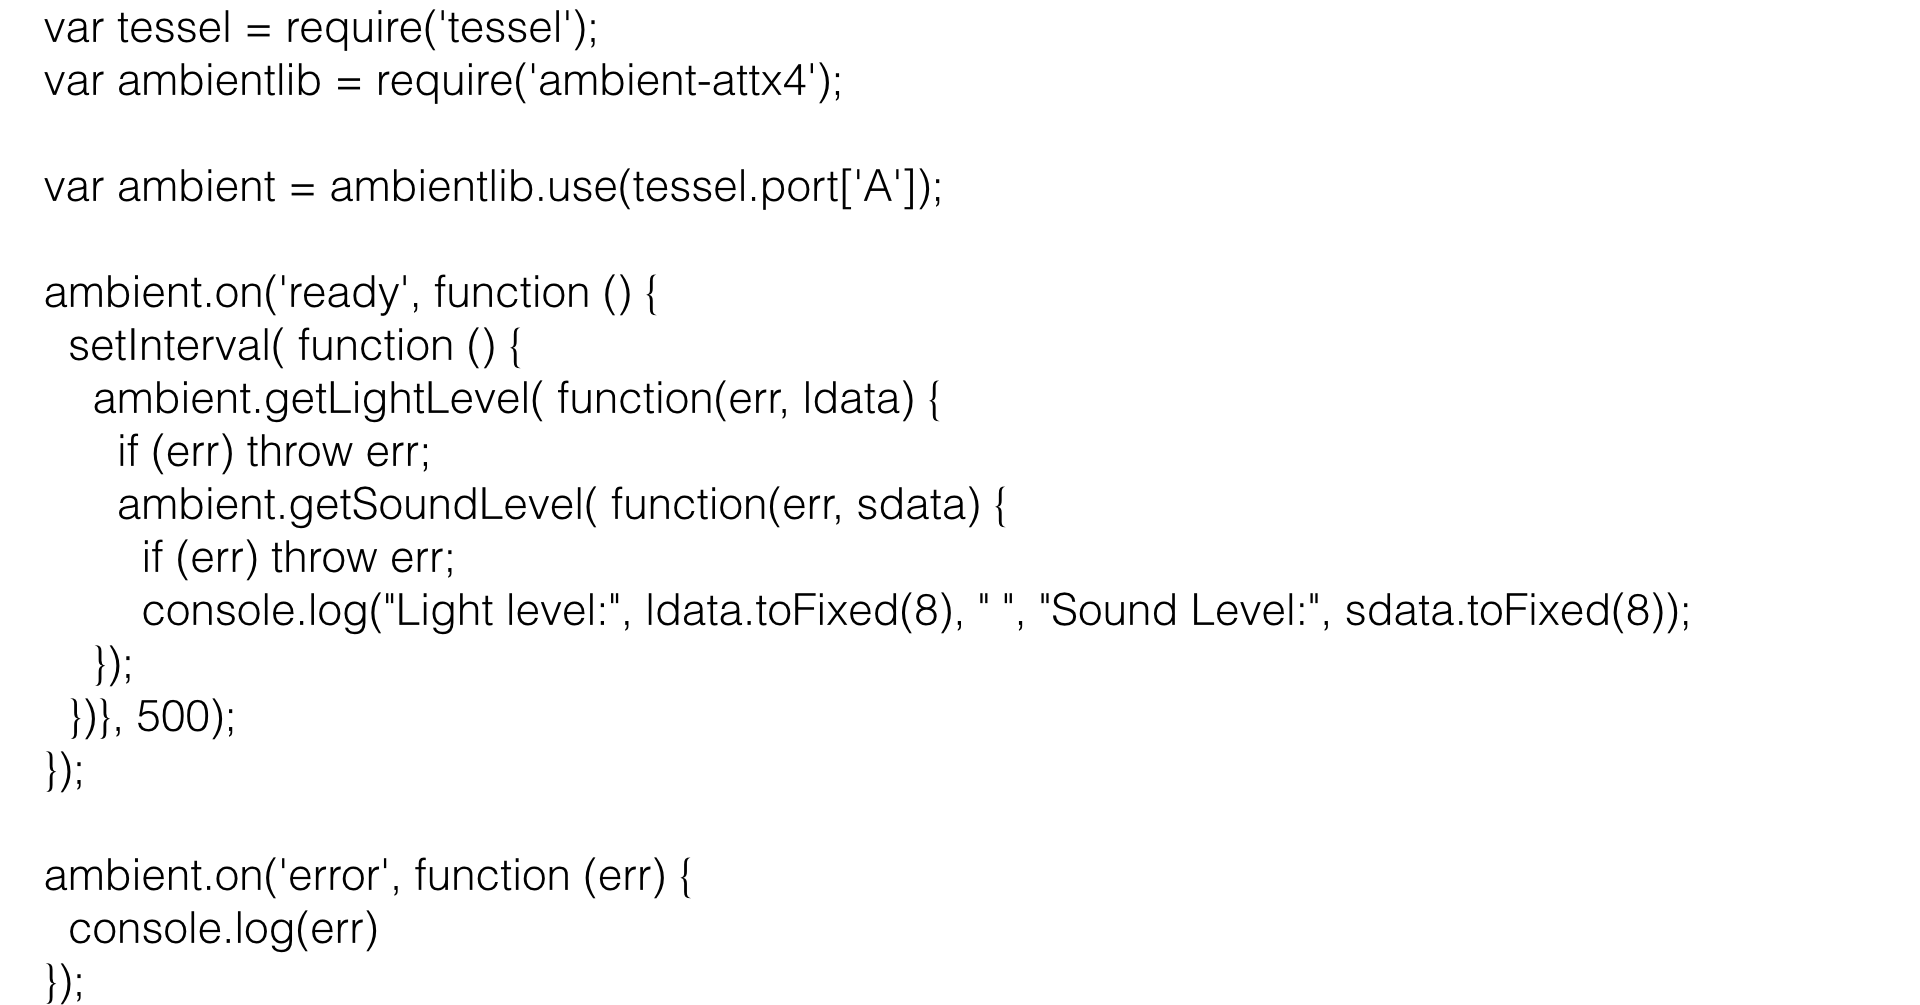 var tessel = require('tessel');
var ambientlib = require('ambient-attx4');

var ambient = ambientlib.use(tessel.port['A']);

ambient.on('ready', function () {
  setInterval( function () {
    ambient.getLightLevel( function(err, ldata) {
      if (err) throw err;
      ambient.getSoundLevel( function(err, sdata) {
        if (err) throw err;
        console.log("Light level:", ldata.toFixed(8), " ", "Sound Level:", sdata.toFixed(8));
    });
  })}, 500);
});

ambient.on('error', function (err) {
  console.log(err)
});